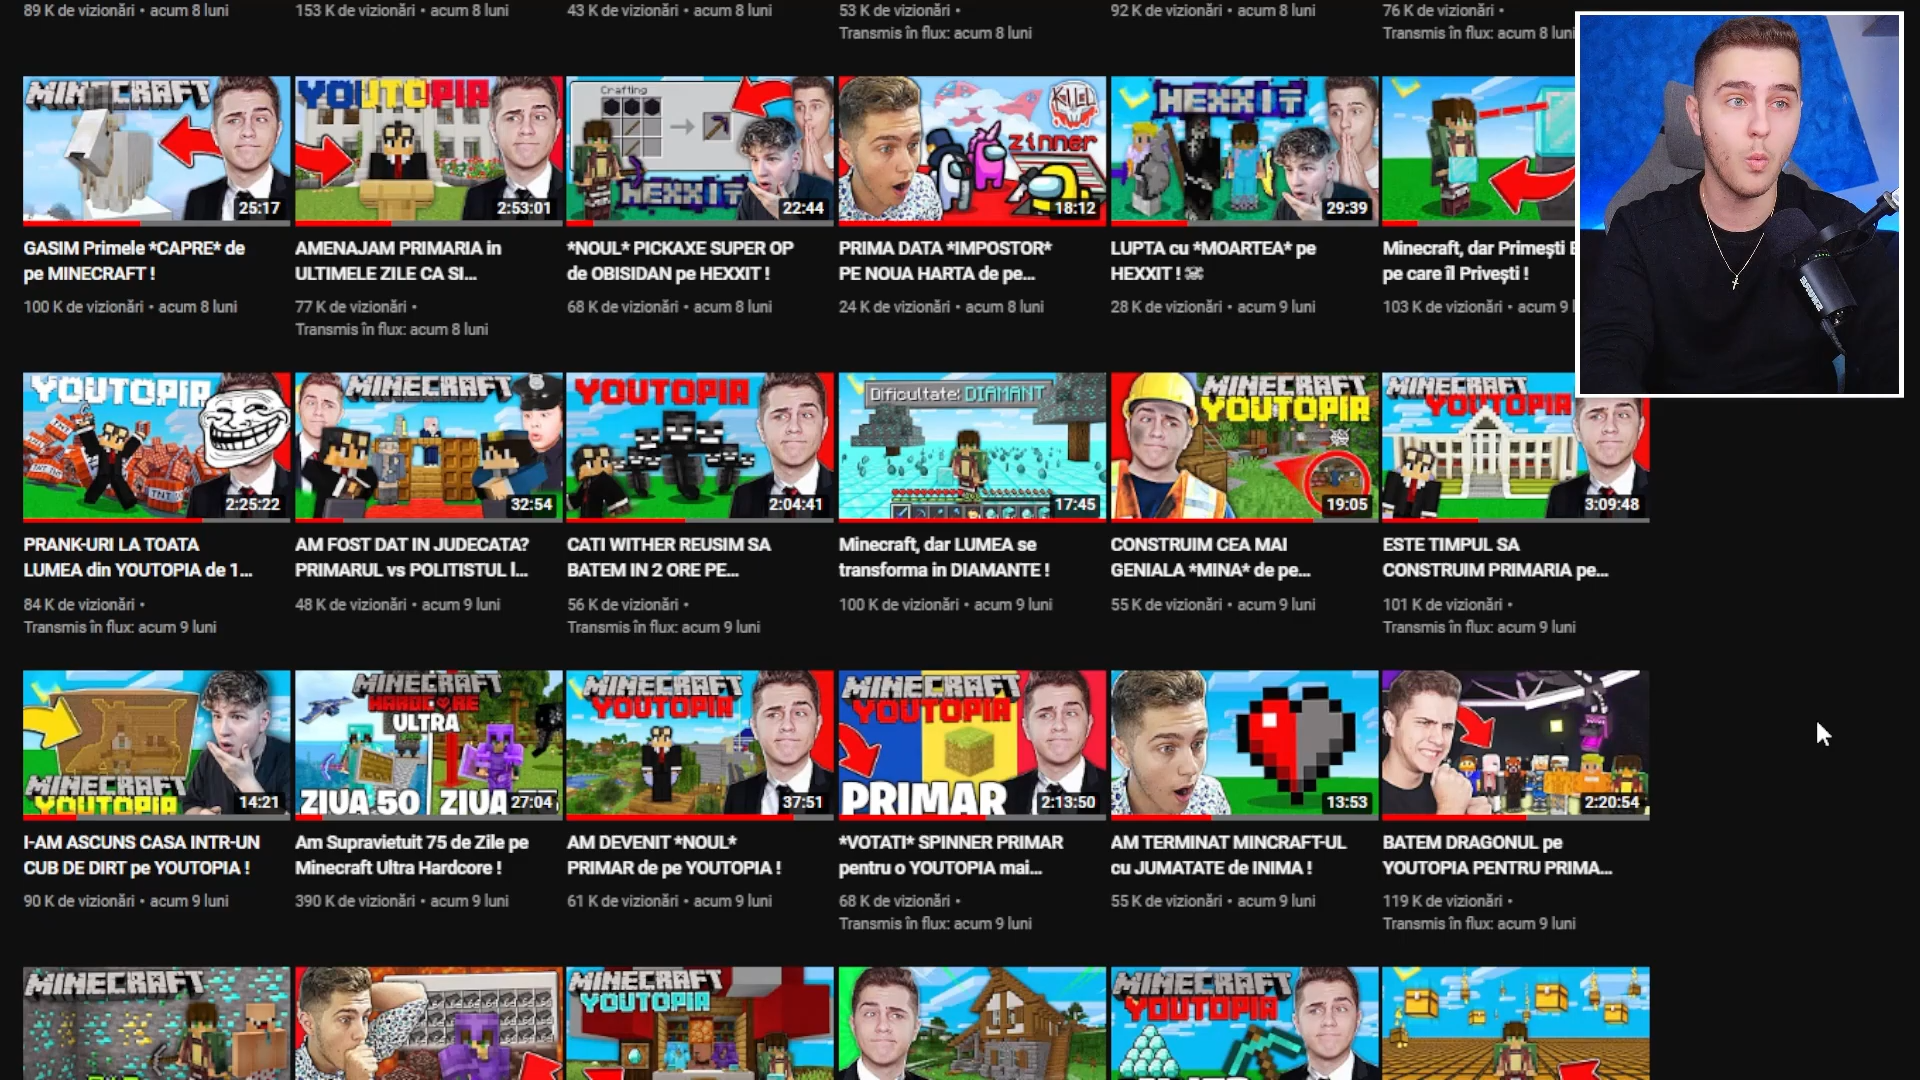 89 K de vizionări • acum 8 luni
153 K de vizionări • acum 8 luni
43 K de vizionări • acum 8 luni
53 K de vizionări •
Transmis în flux: acum 8 luni
92 K de vizionări • acum 8 luni
76 K de vizionări •
Transmis în flux: acum 8 luni
MINECRAFT
25:17
YOUTOPIA
2:53:01
Crafting
HEXXIT
22:44
KILLED
zinner
18:12
HEXXIT
29:39
GASIM Primele *CAPRE* de
pe MINECRAFT !
100 K de vizionări • acum 8 luni
AMENAJAM PRIMARIA in
ULTIMELE ZILE CA SI...
77 K de vizionări •
Transmis în flux: acum 8 luni
*NOUL* PICKAXE SUPER OP
de OBISIDAN pe HEXXIT !
68 K de vizionări • acum 8 luni
PRIMA DATA *IMPOSTOR*
PE NOUA HARTA de pe...
24 K de vizionări • acum 8 luni
LUPTA cu *MOARTEA* pe
HEXXIT ! ☠
28 K de vizionări • acum 9 luni
Minecraft, dar Primești
pe care îl Privești !
103 K de vizionări • acum 9
YOUTOPIA
TNT
2:25:22
MINECRAFT
32:54
YOUTOPIA
2:04:41
Dificultate: DIAMANT
17:45
MINECRAFT
YOUTOPIA
19:05
MINECRAFT
YOUTOPIA
3:09:48
PRANK-URI LA TOATA
LUMEA din YOUTOPIA de 1...
84 K de vizionări •
Transmis în flux: acum 9 luni
AM FOST DAT IN JUDECATA?
PRIMARUL vs POLITISTUL l...
48 K de vizionări • acum 9 luni
CATI WITHER REUSIM SA
BATEM IN 2 ORE PE...
56 K de vizionări •
Transmis în flux: acum 9 luni
Minecraft, dar LUMEA se
transforma in DIAMANTE !
100 K de vizionări • acum 9 luni
CONSTRUIM CEA MAI
GENIALA *MINA* de pe...
55 K de vizionări • acum 9 luni
ESTE TIMPUL SA
CONSTRUIM PRIMARIA pe...
101 K de vizionări •
Transmis în flux: acum 9 luni
MINECRAFT
YOUTOPIA
14:21
MINECRAFT
HARDCORE
ULTRA
ZIUA 50
ZIUA
27:04
MINECRAFT
YOUTOPIA
37:51
MINECRAFT
YOUTOPIA
PRIMAR
2:13:50
13:53
2:20:54
I-AM ASCUNS CASA INTR-UN
CUB DE DIRT pe YOUTOPIA !
90 K de vizionări • acum 9 luni
Am Supravietuit 75 de Zile pe
Minecraft Ultra Hardcore !
390 K de vizionări • acum 9 luni
AM DEVENIT *NOUL*
PRIMAR de pe YOUTOPIA !
61 K de vizionări • acum 9 luni
*VOTATI* SPINNER PRIMAR
pentru o YOUTOPIA mai...
68 K de vizionări •
Transmis în flux: acum 9 luni
AM TERMINAT MINCRAFT-UL
cu JUMATATE de INIMA !
55 K de vizionări • acum 9 luni
BATEM DRAGONUL pe
YOUTOPIA PENTRU PRIMA...
119 K de vizionări •
Transmis în flux: acum 9 luni
MINECRAFT
MINECRAFT
YOUTOPIA
MINECRAFT
YOUTOPIA